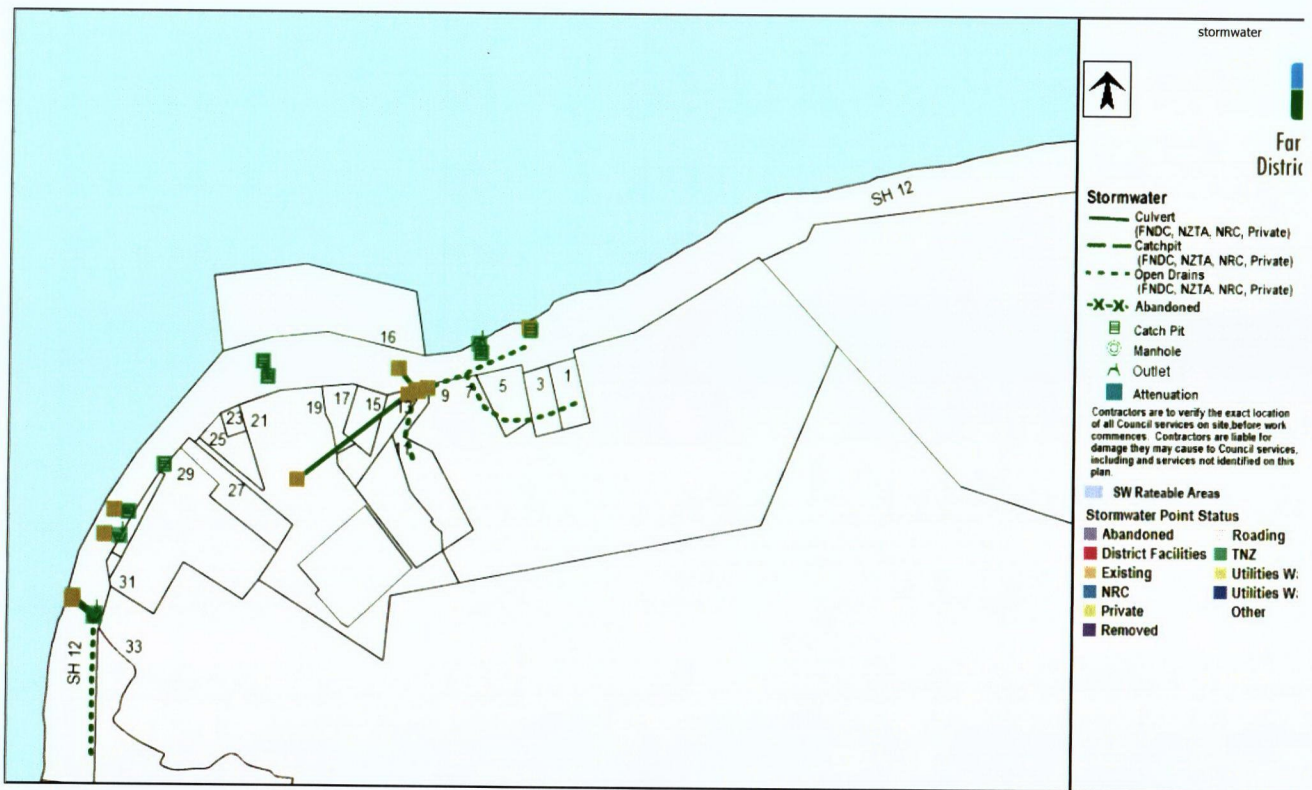 stormwater
Far
Distric
Stormwater
Culvert
(FNDC, NZTA, NRC, Private)
Catchpit
(FNDC, NZTA, NRC, Private)
Open Drains
(FNDC, NZTA. NRC, Private)
-X-X- Abandoned
Catch Pit
Manhole
Outlet
Attenuation
Contractors are to verify the exact location
of all Council services on site,before work
commences. Contractors are liable for
damage they may cause to Council services,
including and services not identified on this
plan.
SW Rateable Areas
Stormwater Point Status
Abandoned
Roading
District Facilities
TNZ
Existing
Utilities W:
NRC
Utilities W:
Private
Other
Removed
SH 12
16
1
3
5
7
9
15
17
19
21
23
25
27
29
31
33
SH 12